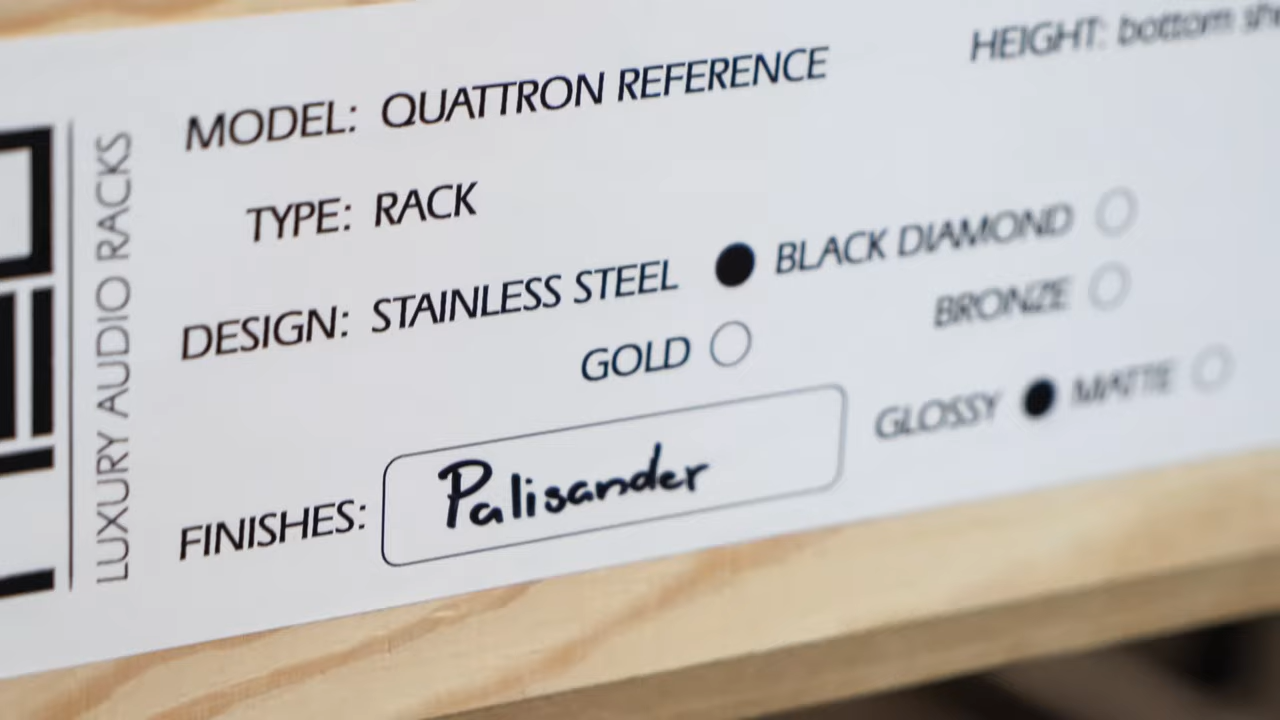 LUXURY AUDIO RACKS
MODEL: QUATTRON REFERENCE
HEIGHT: bottom
TYPE: RACK
DESIGN: STAINLESS STEEL BLACK DIAMOND
GOLD BRONZE
FINISHES: Palisander GLOSSY MATTE